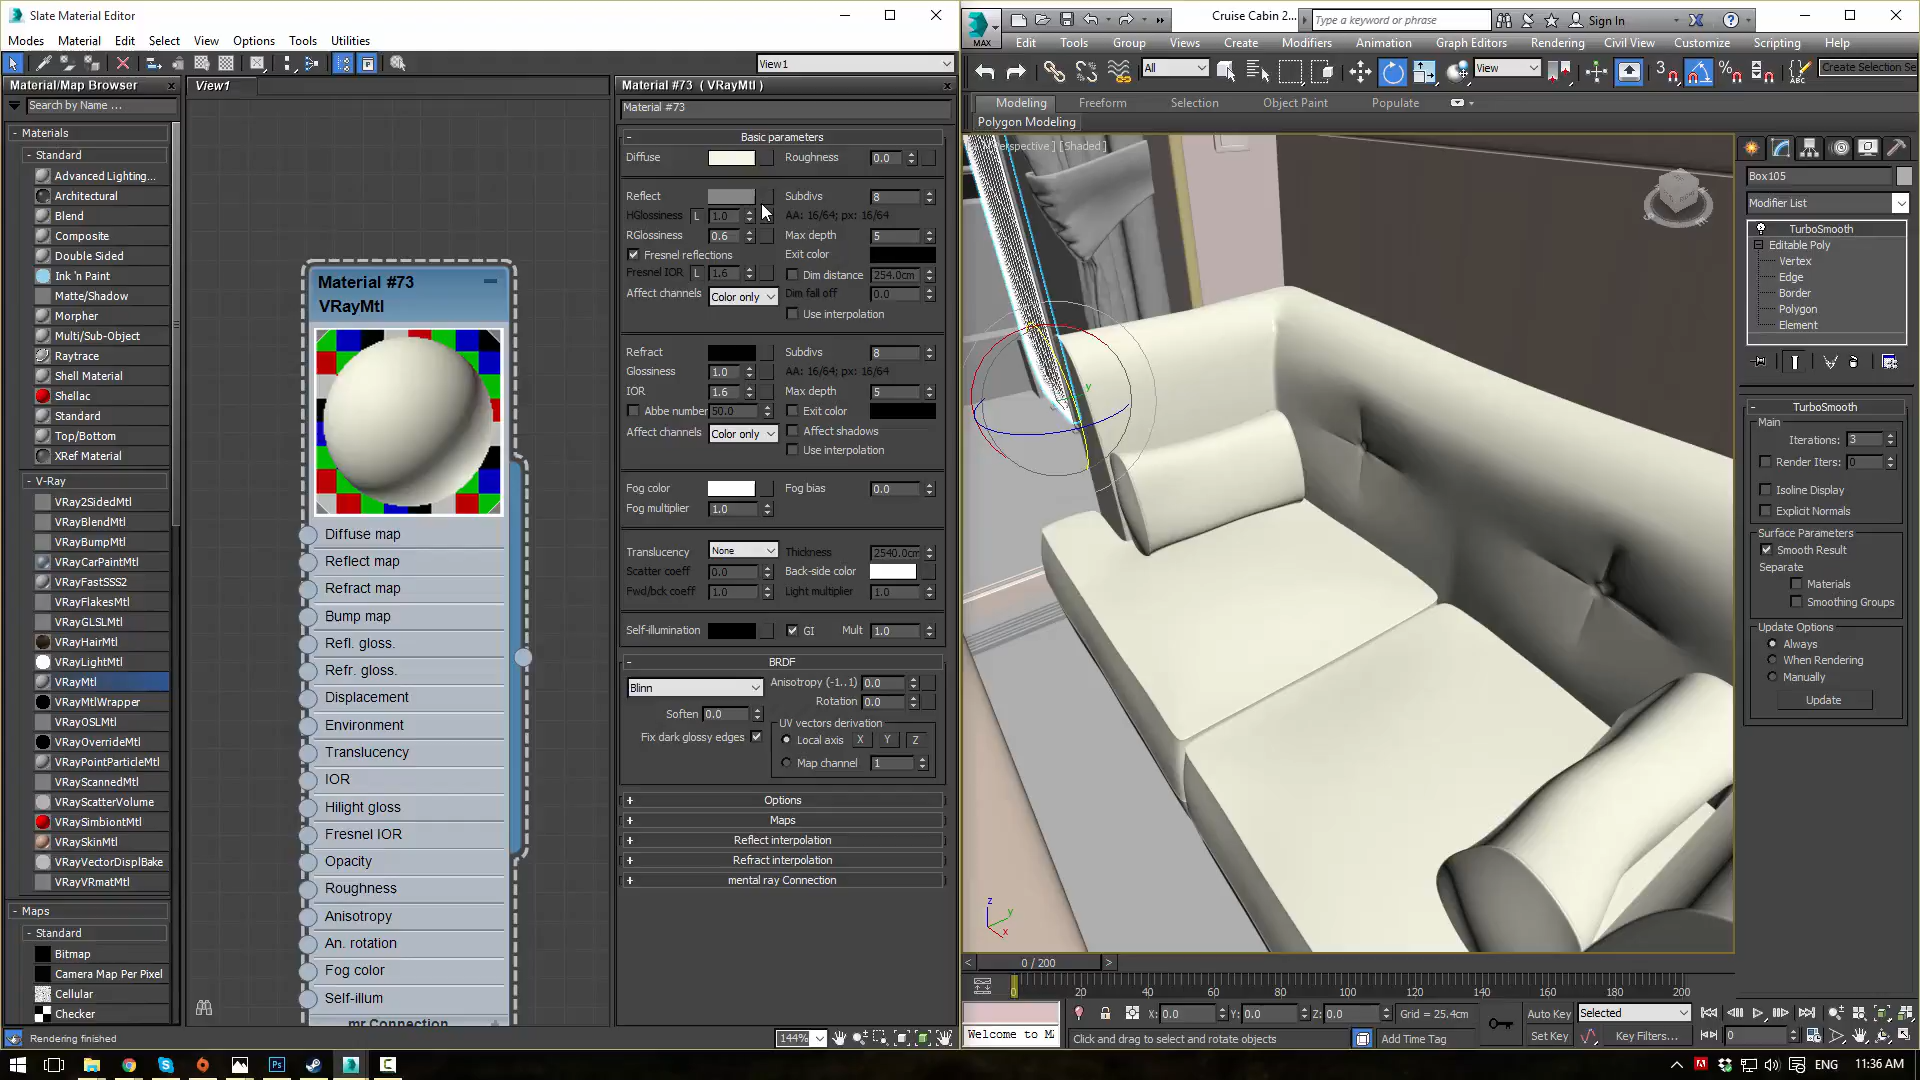 Slate Material Editor
Modes Material Edit Select View Options Tools Utilities
View1
Material/Map Browser
Search by Name ...
- Materials
- Standard
Advanced Lighting...
Architectural
Blend
Composite
Double Sided
Ink 'n Paint
Matte/Shadow
Morpher
Multi/Sub-Object
Raytrace
Shell Material
Shellac
Standard
Top/Bottom
XRef Material
- V-Ray
VRay2SidedMtl
VRayBlendMtl
VRayBumpMtl
VRayCarPaintMtl
VRayFastSSS2
VRayFlakesMtl
VRayGLSLMtl
VRayHairMtl
VRayLightMtl
VRayMtl
VRayMtlWrapper
VRayOSLMtl
VRayOverrideMtl
VRayPointParticleMtl
VRayScannedMtl
VRayScatterVolume
VRaySimbiontMtl
VRaySkinMtl
VRayVectorDisplBake
VRayVRmatMtl
- Maps
- Standard
Bitmap
Camera Map Per Pixel
Cellular
Checker
Rendering finished
View1
Material #73
VRayMtl
Diffuse map
Reflect map
Refract map
Bump map
Refl. gloss.
Refr. gloss.
Displacement
Environment
Translucency
IOR
Hilight gloss
Fresnel IOR
Opacity
Roughness
Anisotropy
An. rotation
Fog color
Self-illum
mr Connection
144%
Material #73 ( VRayMtl )
Material #73
- Basic parameters
Diffuse Roughness 0.0
Reflect Subdivs 8
HGlossiness L 1.0 AA: 16/64; px: 16/64
RGlossiness 0.6 Max depth 5
Fresnel reflections Exit color
Fresnel IOR L 1.6 Dim distance 254.0cm
Affect channels Color only Dim fall off 0.0
Use interpolation
Refract Subdivs 8
Glossiness 1.0 AA: 16/64; px: 16/64
IOR 1.6 Max depth 5
Abbe number 50.0 Exit color
Affect channels Color only Affect shadows
Use interpolation
Fog color Fog bias 0.0
Fog multiplier 1.0
Translucency None Thickness 2540.0cm
Scatter coeff 0.0 Back-side color
Fwd/bck coeff 1.0 Light multiplier 1.0
Self-illumination GI Mult 1.0
- BRDF
Blinn Anisotropy (-1..1) 0.0
Rotation 0.0
Soften 0.0 UV vectors derivation
Fix dark glossy edges Local axis X Y Z
Map channel 1
+ Options
+ Maps
+ Reflect interpolation
+ Refract interpolation
+ mental ray Connection
MAX Cruise Cabin 2... Type a keyword or phrase Sign In
Edit Tools Group Views Create Modifiers Animation Graph Editors Rendering Civil View Customize Scripting Help
All View 3 % ABC Create Selection Se
Modeling Freeform Selection Object Paint Populate
Polygon Modeling
[Shaded ]
y
z
y
x
Box105
Modifier List
TurboSmooth
Editable Poly
Vertex
Edge
Border
Polygon
Element
- TurboSmooth
Main
Iterations: 3
Render Iters: 0
Isoline Display
Explicit Normals
Surface Parameters
Smooth Result
Separate
Materials
Smoothing Groups
Update Options
Always
When Rendering
Manually
Update
< 0 / 200 >
0 20 40 60 80 100 120 140 160 180 200
X: 0.0 Y: 0.0 Z: 0.0 Grid = 25.4cm Auto Key Selected
Welcome to M Click and drag to select and rotate objects Add Time Tag Set Key Key Filters... 0
ENG 11:36 AM